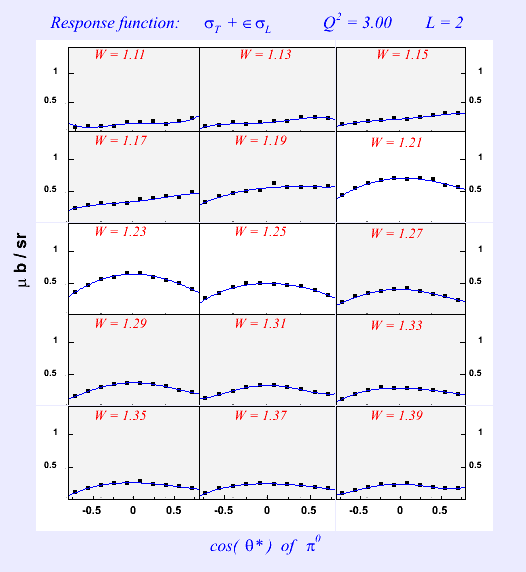 Response function: σT + ∈σL Q² = 3.00 L = 2
W = 1.11 W = 1.13 W = 1.15
1 1
0.5 0.5
W = 1.17 W = 1.19 W = 1.21
1 1
0.5 0.5
W = 1.23 W = 1.25 W = 1.27
1 1
0.5 0.5
μ b / sr
W = 1.29 W = 1.31 W = 1.33
1 1
0.5 0.5
W = 1.35 W = 1.37 W = 1.39
1 1
0.5 0.5
-0.5 0 0.5 -0.5 0 0.5 -0.5 0 0.5
cos( θ* ) of π⁰